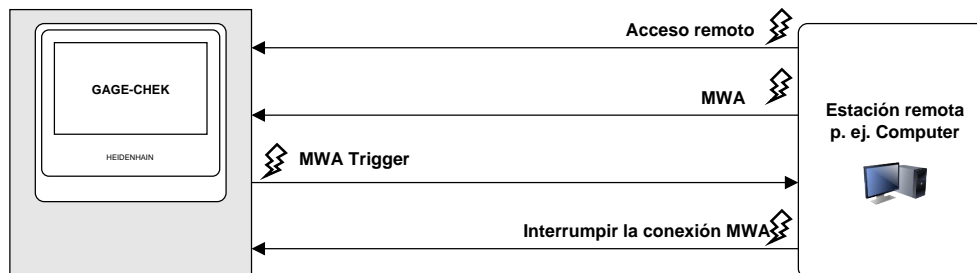 Acceso remoto
GAGE-CHEK
MWA
Estación remota
p. ej. Computer
HEIDENHAIN
MWA Trigger
Interrumpir la conexión MWA